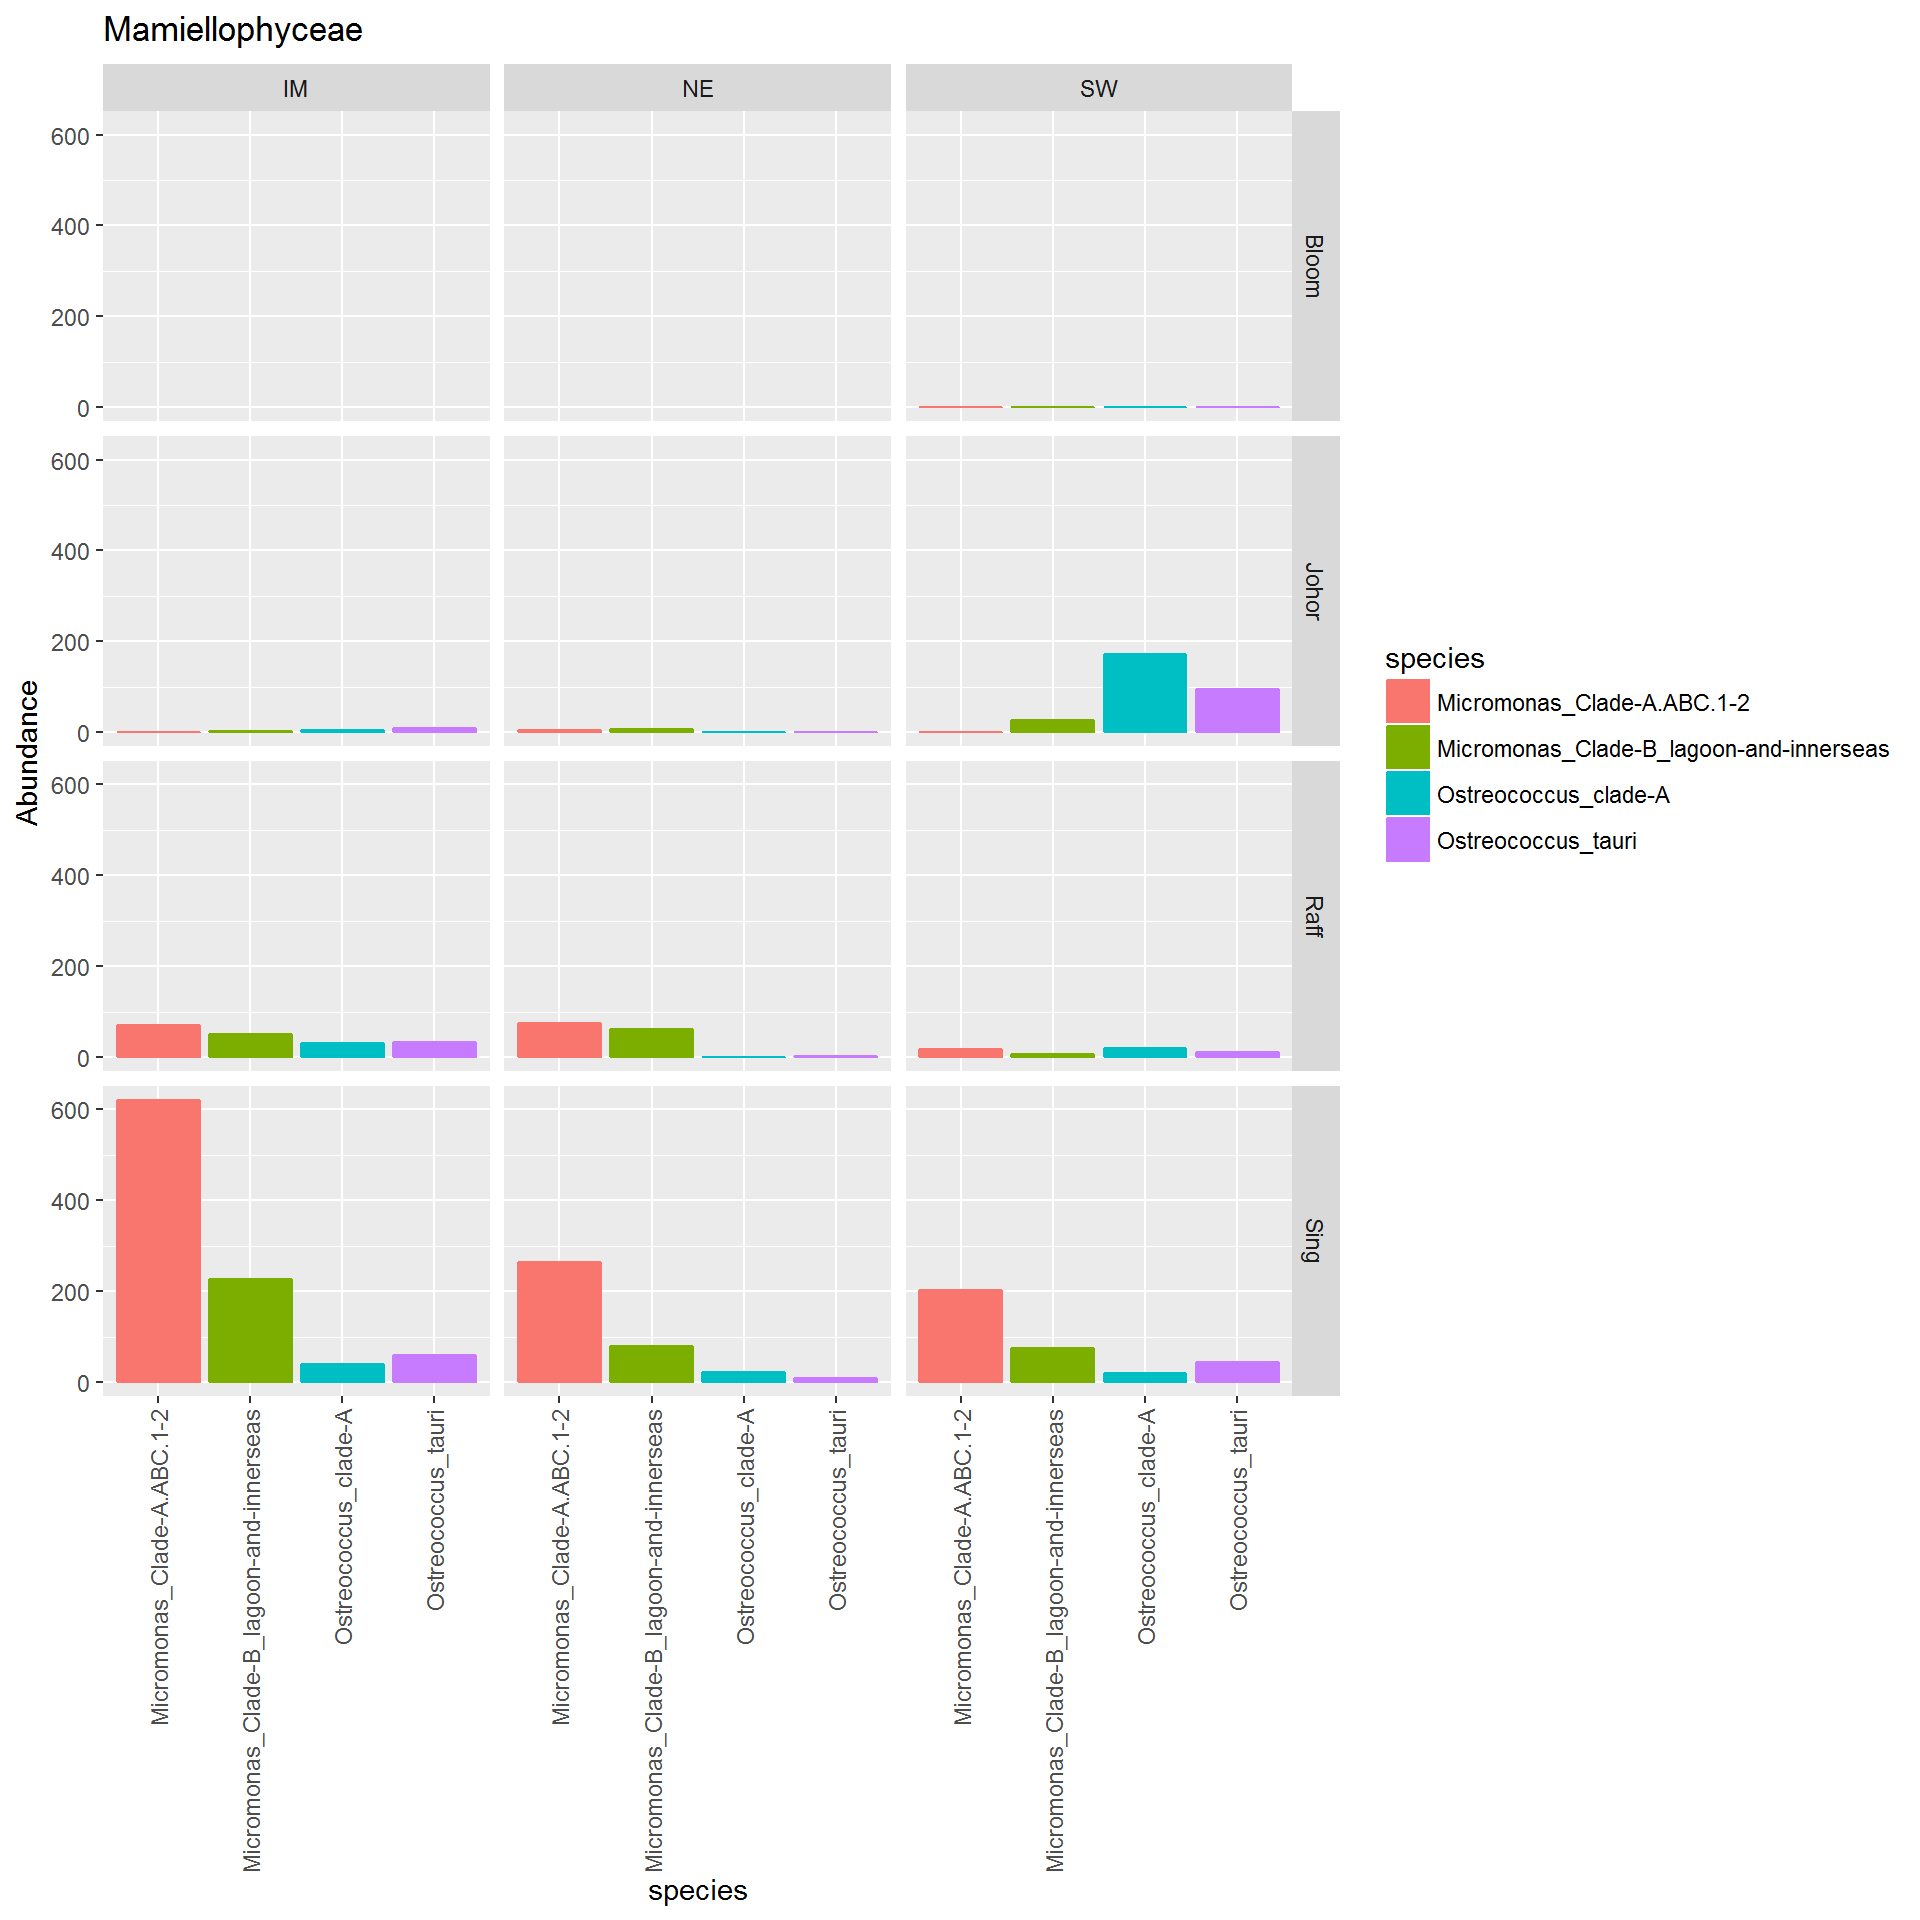 Mamiellophyceae
IM
NE
SW
600
400
200
0
Bloom
600
400
200
0
Johor
600
400
200
0
Raff
600
400
200
0
Sing
Abundance
Micromonas_Clade-A.ABC.1-2
Micromonas_Clade-B_lagoon-and-innerseas
Ostreococcus_clade-A
Ostreococcus_tauri
Micromonas_Clade-A.ABC.1-2
Micromonas_Clade-B_lagoon-and-innerseas
Ostreococcus_clade-A
Ostreococcus_tauri
Micromonas_Clade-A.ABC.1-2
Micromonas_Clade-B_lagoon-and-innerseas
Ostreococcus_clade-A
Ostreococcus_tauri
species
species
Micromonas_Clade-A.ABC.1-2
Micromonas_Clade-B_lagoon-and-innerseas
Ostreococcus_clade-A
Ostreococcus_tauri